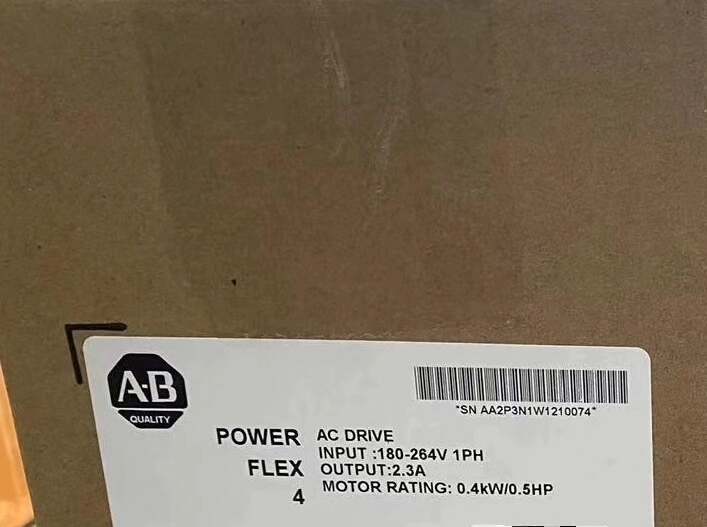 A-B
QUALITY
*SN AA2P3N1W1210074*
POWER
FLEX
4
AC DRIVE
INPUT :180-264V 1PH
OUTPUT:2.3A
MOTOR RATING: 0.4kW/0.5HP